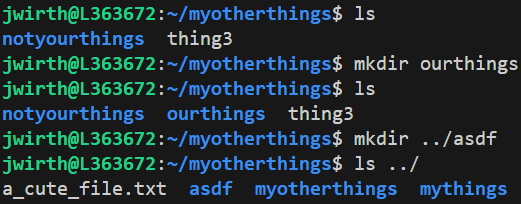 jwirth@L363672:~/myotherthings$ ls
notyourthings  thing3
jwirth@L363672:~/myotherthings$ mkdir ourthings
jwirth@L363672:~/myotherthings$ ls
notyourthings  ourthings  thing3
jwirth@L363672:~/myotherthings$ mkdir ../asdf
jwirth@L363672:~/myotherthings$ ls ../
a_cute_file.txt  asdf  myotherthings  mythings